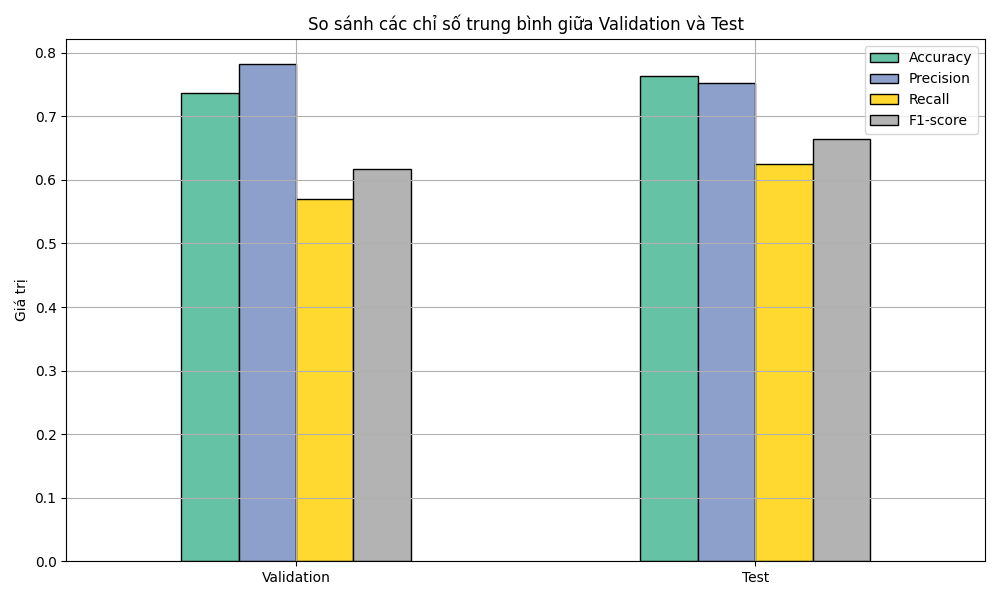 So sánh các chỉ số trung bình giữa Validation và Test
Accuracy
Precision
Recall
F1-score
Giá trị
0.8
0.7
0.6
0.5
0.4
0.3
0.2
0.1
0.0
Validation
Test